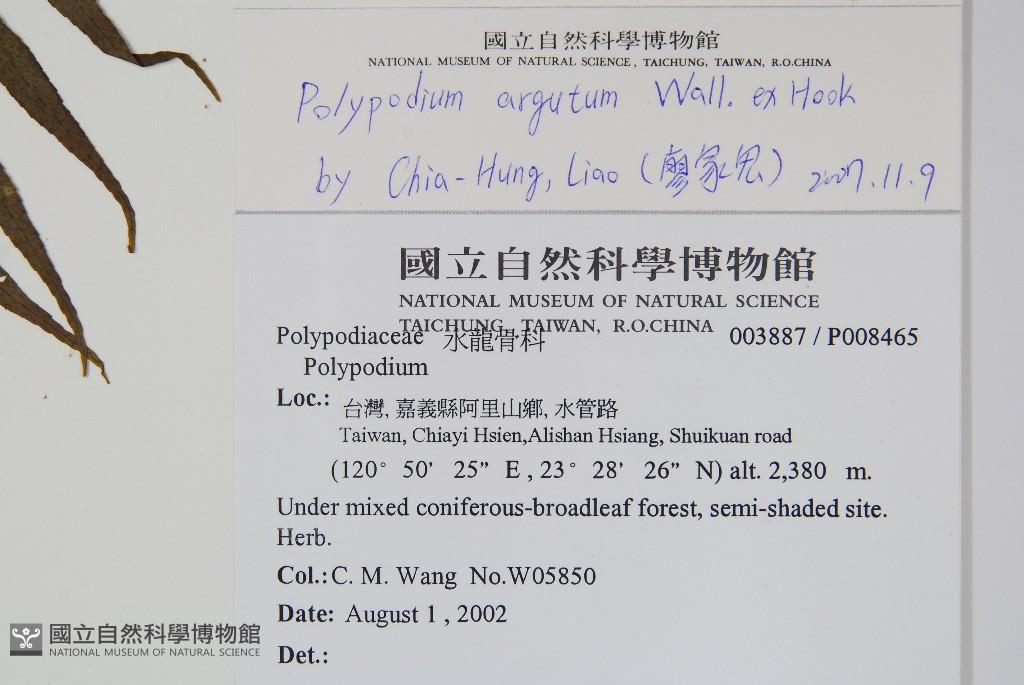 國立自然科學博物館
NATIONAL MUSEUM OF NATURAL SCIENCE, TAICHUNG, TAIWAN, R.O.CHINA
Polypodium argutum Wall. ex Hook
by Chia-Hung, Liao (廖家 2007.11.9
國立自然科學博物館
NATIONAL MUSEUM OF NATURAL SCIENCE
TAICHUNG, TAIWAN, R.O.CHINA
Polypodiaceae 水龍骨科 003887 / P008465
Polypodium
Loc.: 台灣, 嘉義縣阿里山鄉, 水管路
Taiwan, Chiayi Hsien,Alishan Hsiang, Shuikuan road
(120° 50' 25" E , 23° 28' 26" N) alt. 2,380 m.
Under mixed coniferous-broadleaf forest, semi-shaded site.
Herb.
Col.: C. M. Wang No.W05850
Date: August 1 , 2002
Det.:
國立自然科學博物館
NATIONAL MUSEUM OF NATURAL SCIENCE